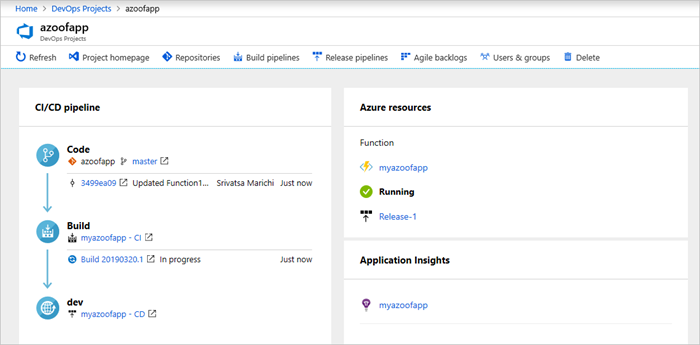 Home > DevOps Projects > azoofapp
azoofapp
DevOps Projects
Refresh Project homepage Repositories Build pipelines Release pipelines Agile backlogs Users & groups Delete
CI/CD pipeline
Code
azoofapp master
3499ea09 Updated Function1... Srivatsa Marichi Just now
Build
myazoofapp - CI
Build 20190320.1 In progress Just now
dev
myazoofapp - CD
Azure resources
Function
myazoofapp
Running
Release-1
Application Insights
myazoofapp